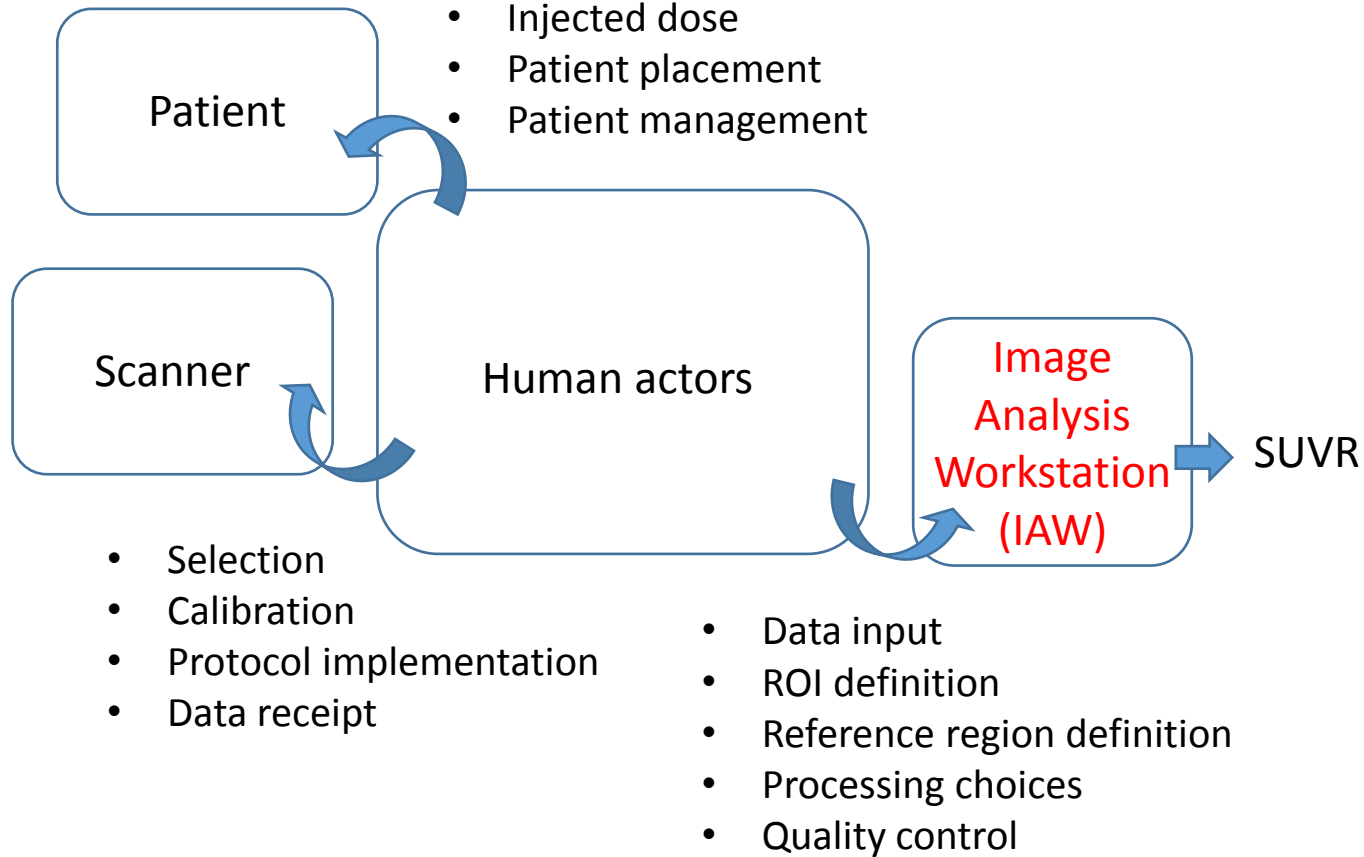 • Injected dose
• Patient placement
• Patient management
Patient
Scanner
Human actors
Image
Analysis
Workstation
(IAW)
SUVR
• Selection
• Calibration
• Protocol implementation
• Data receipt
• Data input
• ROI definition
• Reference region definition
• Processing choices
• Quality control